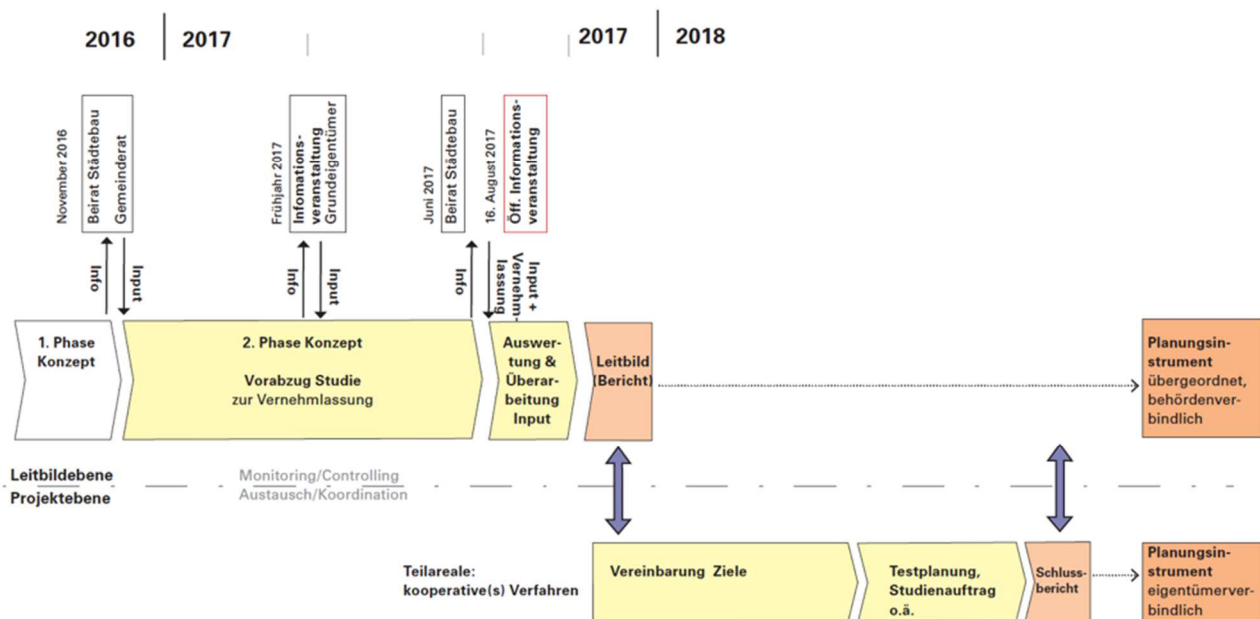 2016 2017 2017 2018
November 2016
Beirat Städtebau
Gemeinderat
Frühjahr 2017
Infomations-
veranstaltung
Grundeigentümer
Juni 2017
Beirat Städtebau
16. August 2017
Öff. Informations-
veranstaltung
Info
Input
Info
Input
Info
Input +
Vernehm-
lassung
1. Phase
Konzept
2. Phase Konzept
Vorabzug Studie
zur Vernehmlassung
Auswer-
tung &
Überar-
beitung
Input
Leitbild
(Bericht)
Planungsin-
strument
übergeordnet,
behördenver-
bindlich
Leitbildebene
Projektebene
Monitoring/Controlling
Austausch/Koordination
Teilareale:
kooperative(s) Verfahren
Vereinbarung Ziele
Testplanung,
Studienauftrag
o.ä.
Schluss-
bericht
Planungsin-
strument
eigentümerver-
bindlich